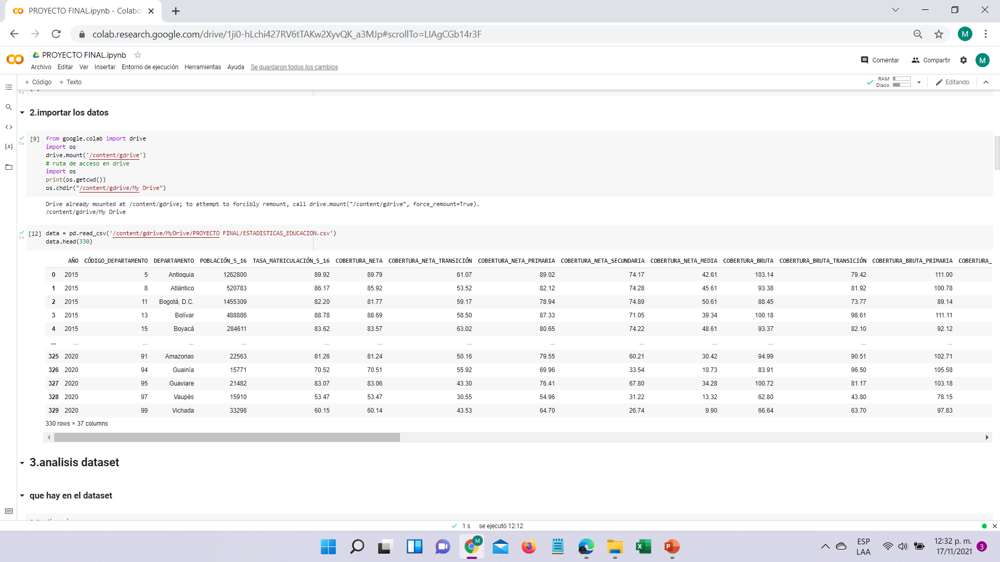 PROYECTO FINAL.ipynb - Colabo
colab.research.google.com/drive/1ji0-hLchi427RV6tTAKw2XyvQK_a3MJp#scrollTo=LIAgCGb14r3F
M
PROYECTO FINAL.ipynb
Archivo Editar Ver Insertar Entorno de ejecución Herramientas Ayuda Se guardaron todos los cambios
Comentar Compartir M
+ Código + Texto
RAM
Disco
Editando
2s
2.importar los datos
[9] from google.colab import drive
0s
import os
drive.mount('/content/gdrive')
# ruta de acceso en drive
import os
print(os.getcwd())
os.chdir("/content/gdrive/My Drive")
Drive already mounted at /content/gdrive; to attempt to forcibly remount, call drive.mount("/content/gdrive", force_remount=True).
/content/gdrive/My Drive
[12] data = pd.read_csv('/content/gdrive/MyDrive/PROYECTO FINAL/ESTADISTICAS_EDUCACION.csv')
0s
data.head(330)
AÑO CÓDIGO_DEPARTAMENTO DEPARTAMENTO POBLACIÓN_5_16 TASA_MATRICULACIÓN_5_16 COBERTURA_NETA COBERTURA_NETA_TRANSICIÓN COBERTURA_NETA_PRIMARIA COBERTURA_NETA_SECUNDARIA COBERTURA_NETA_MEDIA COBERTURA_BRUTA COBERTURA_BRUTA_TRANSICIÓN COBERTURA_BRUTA_PRIMARIA COBERTURA_
0 2015 5 Antioquia 1262800 89.92 89.79 61.07 89.02 74.17 42.61 103.14 79.42 111.00
1 2015 8 Atlántico 520783 86.17 85.92 53.52 82.12 74.28 45.61 93.38 81.92 100.78
2 2015 11 Bogotá, D.C. 1455309 82.20 81.77 59.17 78.94 74.89 50.61 88.45 73.77 89.14
3 2015 13 Bolívar 488886 88.78 88.69 58.50 87.33 71.05 39.34 100.18 98.61 111.11
4 2015 15 Boyacá 284611 83.62 83.57 63.02 80.65 74.22 48.61 93.37 82.10 92.12
... ... ... ... ... ... ... ... ... ... ... ... ... ...
325 2020 91 Amazonas 22563 81.26 81.24 50.16 79.55 60.21 30.42 94.99 90.51 102.71
326 2020 94 Guainía 15771 70.52 70.51 55.92 69.96 33.54 10.73 83.91 96.50 105.58
327 2020 95 Guaviare 21482 83.07 83.06 43.30 76.41 67.80 34.28 100.72 81.17 103.18
328 2020 97 Vaupés 15910 53.47 53.47 30.55 54.96 31.22 13.32 62.80 43.80 78.15
329 2020 99 Vichada 33298 60.15 60.14 43.53 64.70 26.74 9.90 66.64 63.70 97.83
330 rows × 37 columns
3.analisis dataset
que hay en el dataset
1 s se ejecutó 12:12
M
ESP
LAA
12:32 p. m.
17/11/2021
3